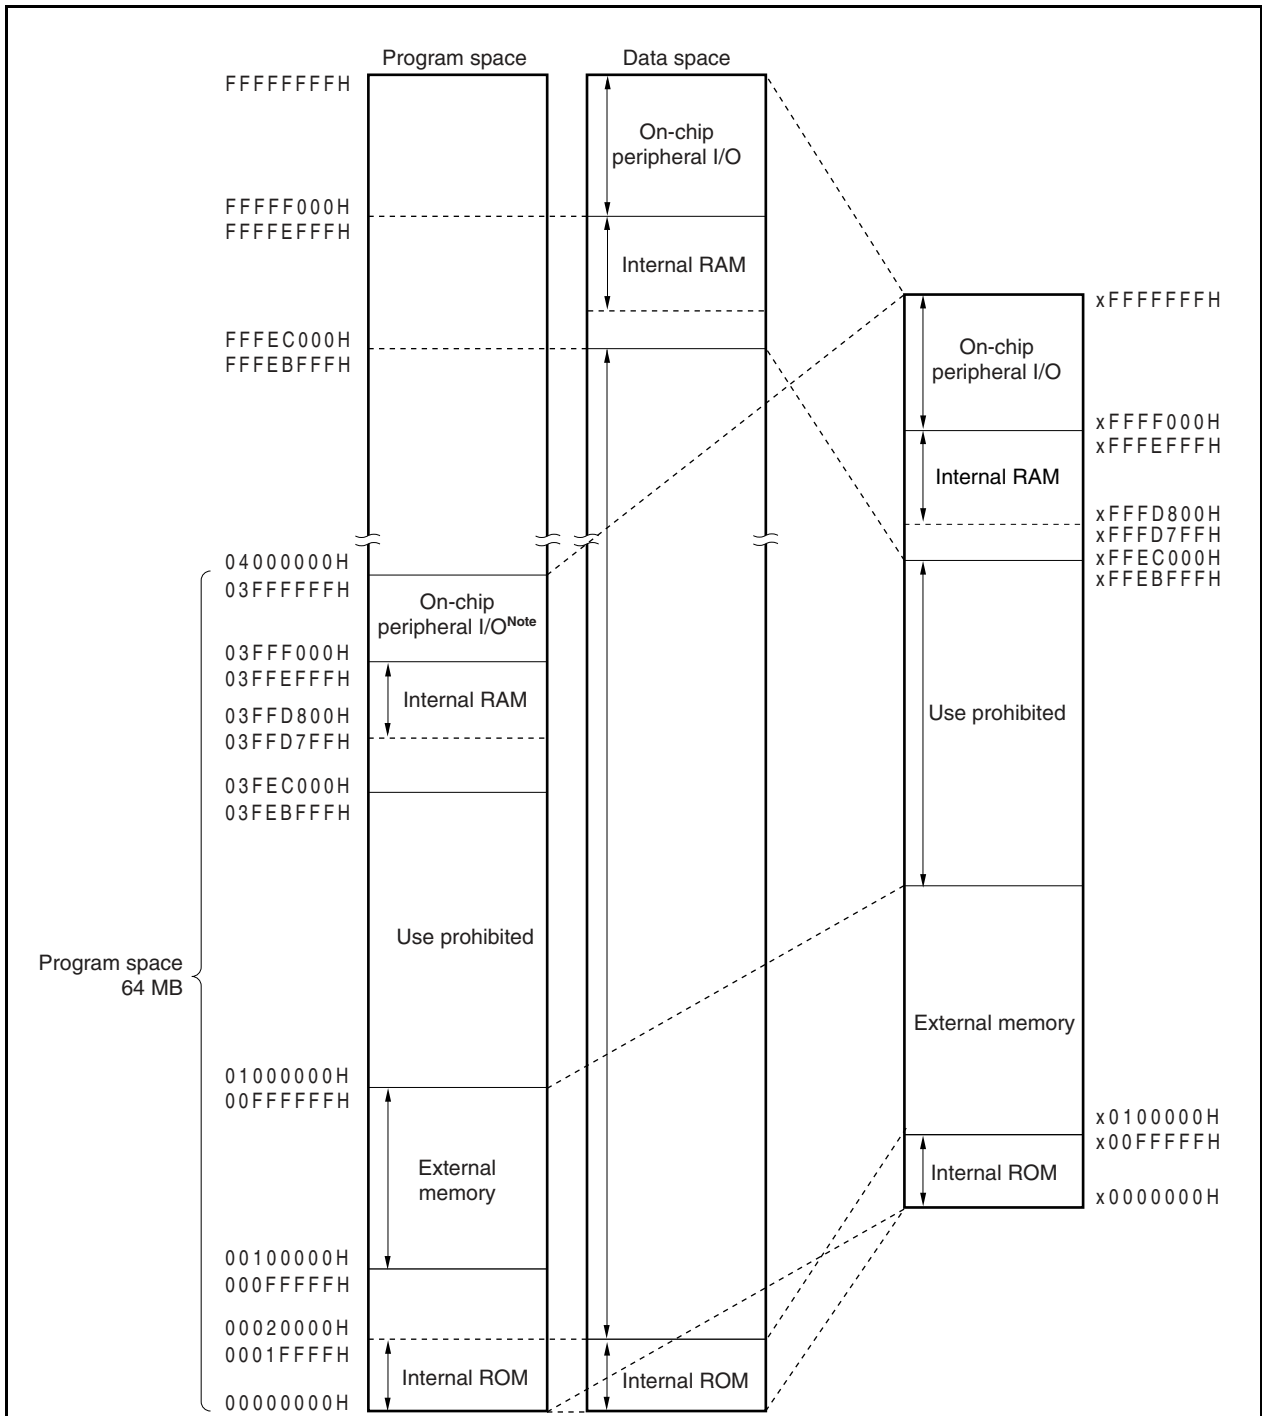 Program space
Data space
FFFFFFFFH
On-chip
peripheral I/O
FFFFF000H
FFFFEFFFH
Internal RAM
FFFEC000H
FFFEBFFFH
04000000H
03FFFFFFH
On-chip
peripheral I/ONote
03FFF000H
03FFEFFFH
Internal RAM
03FFD800H
03FFD7FFH
03FEC000H
03FEBFFFH
Use prohibited
Program space
64 MB
01000000H
00FFFFFFH
External
memory
00100000H
000FFFFFH
00020000H
0001FFFFH
Internal ROM
Internal ROM
00000000H
xFFFFFFFH
On-chip
peripheral I/O
xFFFF000H
xFFFEFFFH
Internal RAM
xFFFD800H
xFFFD7FFH
xFFEC000H
xFFEBFFFH
Use prohibited
External memory
x0100000H
x00FFFFFH
Internal ROM
x0000000H